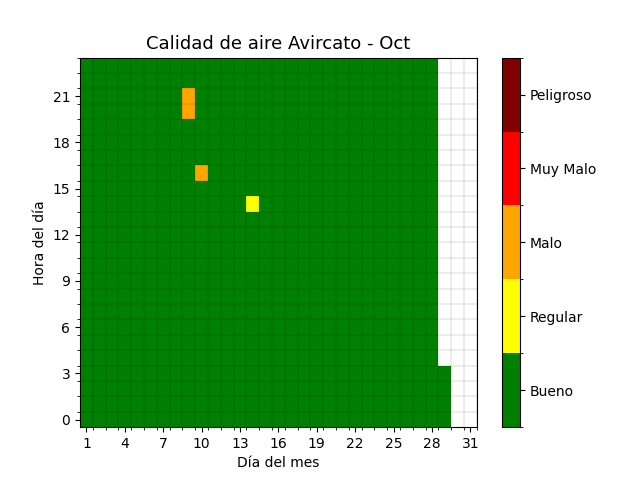 Calidad de aire Avircato - Oct
Hora del día
21
18
15
12
9
6
3
0
1 4 7 10 13 16 19 22 25 28 31
Día del mes
Peligroso
Muy Malo
Malo
Regular
Bueno